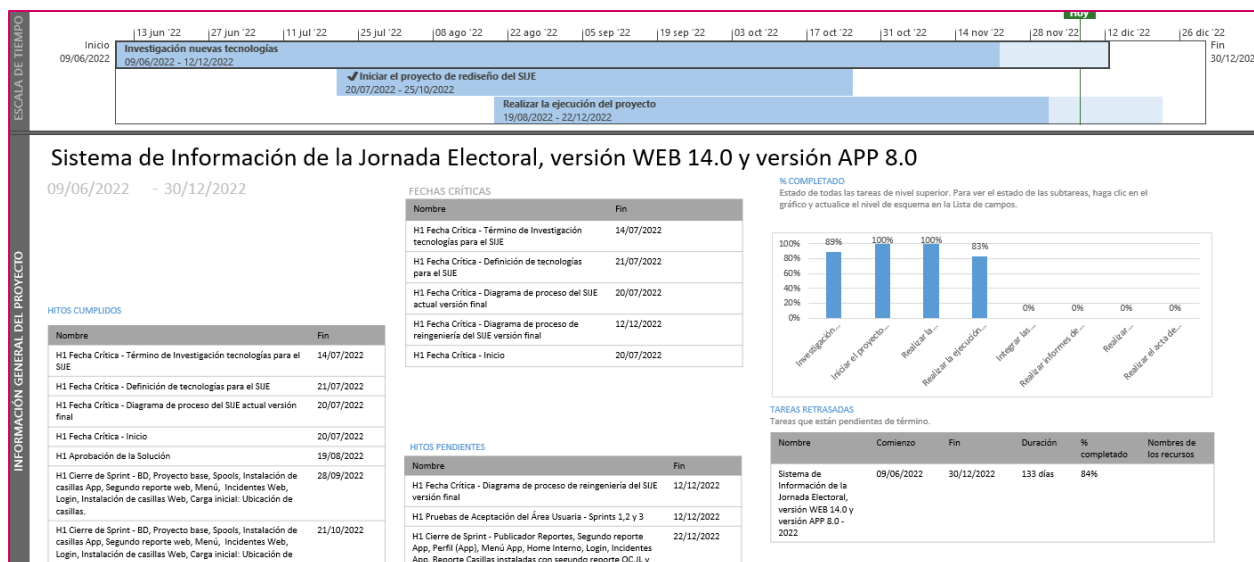 Hoy
ESCALA DE TIEMPO
13 jun '22 27 jun '22 11 jul '22 25 jul '22 08 ago '22 22 ago '22 05 sep '22 19 sep '22 03 oct '22 17 oct '22 31 oct '22 14 nov '22 28 nov '22 12 dic '22 26 dic '22
Inicio
09/06/2022
Investigación nuevas tecnologías
09/06/2022 - 12/12/2022
Fin
30/12/202
Iniciar el proyecto de rediseño del SIJE
20/07/2022 - 25/10/2022
Realizar la ejecución del proyecto
19/08/2022 - 22/12/2022
INFORMACIÓN GENERAL DEL PROYECTO
Sistema de Información de la Jornada Electoral, versión WEB 14.0 y versión APP 8.0
09/06/2022 - 30/12/2022
HITOS CUMPLIDOS
Nombre Fin
H1 Fecha Crítica - Término de Investigación tecnologías para el 14/07/2022
SIJE
H1 Fecha Crítica - Definición de tecnologías para el SIJE 21/07/2022
H1 Fecha Crítica - Diagrama de proceso del SIJE actual versión 20/07/2022
final
H1 Fecha Crítica - Inicio 20/07/2022
H1 Aprobación de la Solución 19/08/2022
H1 Cierre de Sprint - BD, Proyecto base, Spools, Instalación de 28/09/2022
casillas App, Segundo reporte web, Menú, Incidentes Web,
Login, Instalación de casillas Web, Carga inicial: Ubicación de
casillas.
H1 Cierre de Sprint - BD, Proyecto base, Spools, Instalación de 21/10/2022
casillas App, Segundo reporte web, Menú, Incidentes Web,
Login, Instalación de casillas Web, Carga inicial: Ubicación de
FECHAS CRÍTICAS
Nombre Fin
H1 Fecha Crítica - Término de Investigación 14/07/2022
tecnologías para el SIJE
H1 Fecha Crítica - Definición de tecnologías 21/07/2022
para el SIJE
H1 Fecha Crítica - Diagrama de proceso del SIJE 20/07/2022
actual versión final
H1 Fecha Crítica - Diagrama de proceso de 12/12/2022
reingeniería del SIJE versión final
H1 Fecha Crítica - Inicio 20/07/2022
HITOS PENDIENTES
Nombre Fin
H1 Fecha Crítica - Diagrama de proceso de reingeniería del SIJE 12/12/2022
versión final
H1 Pruebas de Aceptación del Área Usuaria - Sprints 1,2 y 3 12/12/2022
H1 Cierre de Sprint - Publicador Reportes, Segundo reporte 22/12/2022
App, Perfil (App), Menú App, Home Interno, Login, Incidentes
App, Reporte Casillas instaladas con segundo reporte OC,JL y
% COMPLETADO
Estado de todas las tareas de nivel superior. Para ver el estado de las subtareas, haga clic en el
gráfico y actualice el nivel de esquema en la Lista de campos.
100%
80%
60%
40%
20%
0%
89% 100% 100% 83% 0% 0% 0% 0%
Investigación...
Iniciar el proyecto...
Realizar la...
Realizar la ejecución...
Integrar las...
Realizar informes de...
Realizar...
Realizar el acta de...
TAREAS RETRASADAS
Tareas que están pendientes de término.
Nombre Comienzo Fin Duración % completado Nombres de los recursos
Sistema de 09/06/2022 30/12/2022 133 días 84%
Información de la
Jornada Electoral,
versión WEB 14.0 y
versión APP 8.0 -
2022